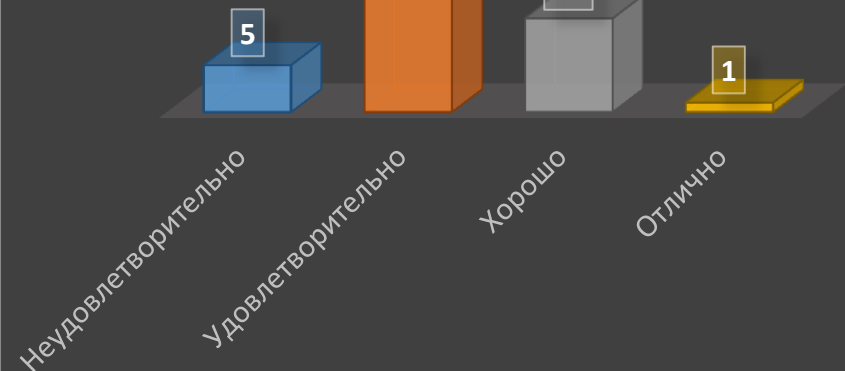 5
1
Неудовлетворительно
Удовлетворительно
Хорошо
Отлично